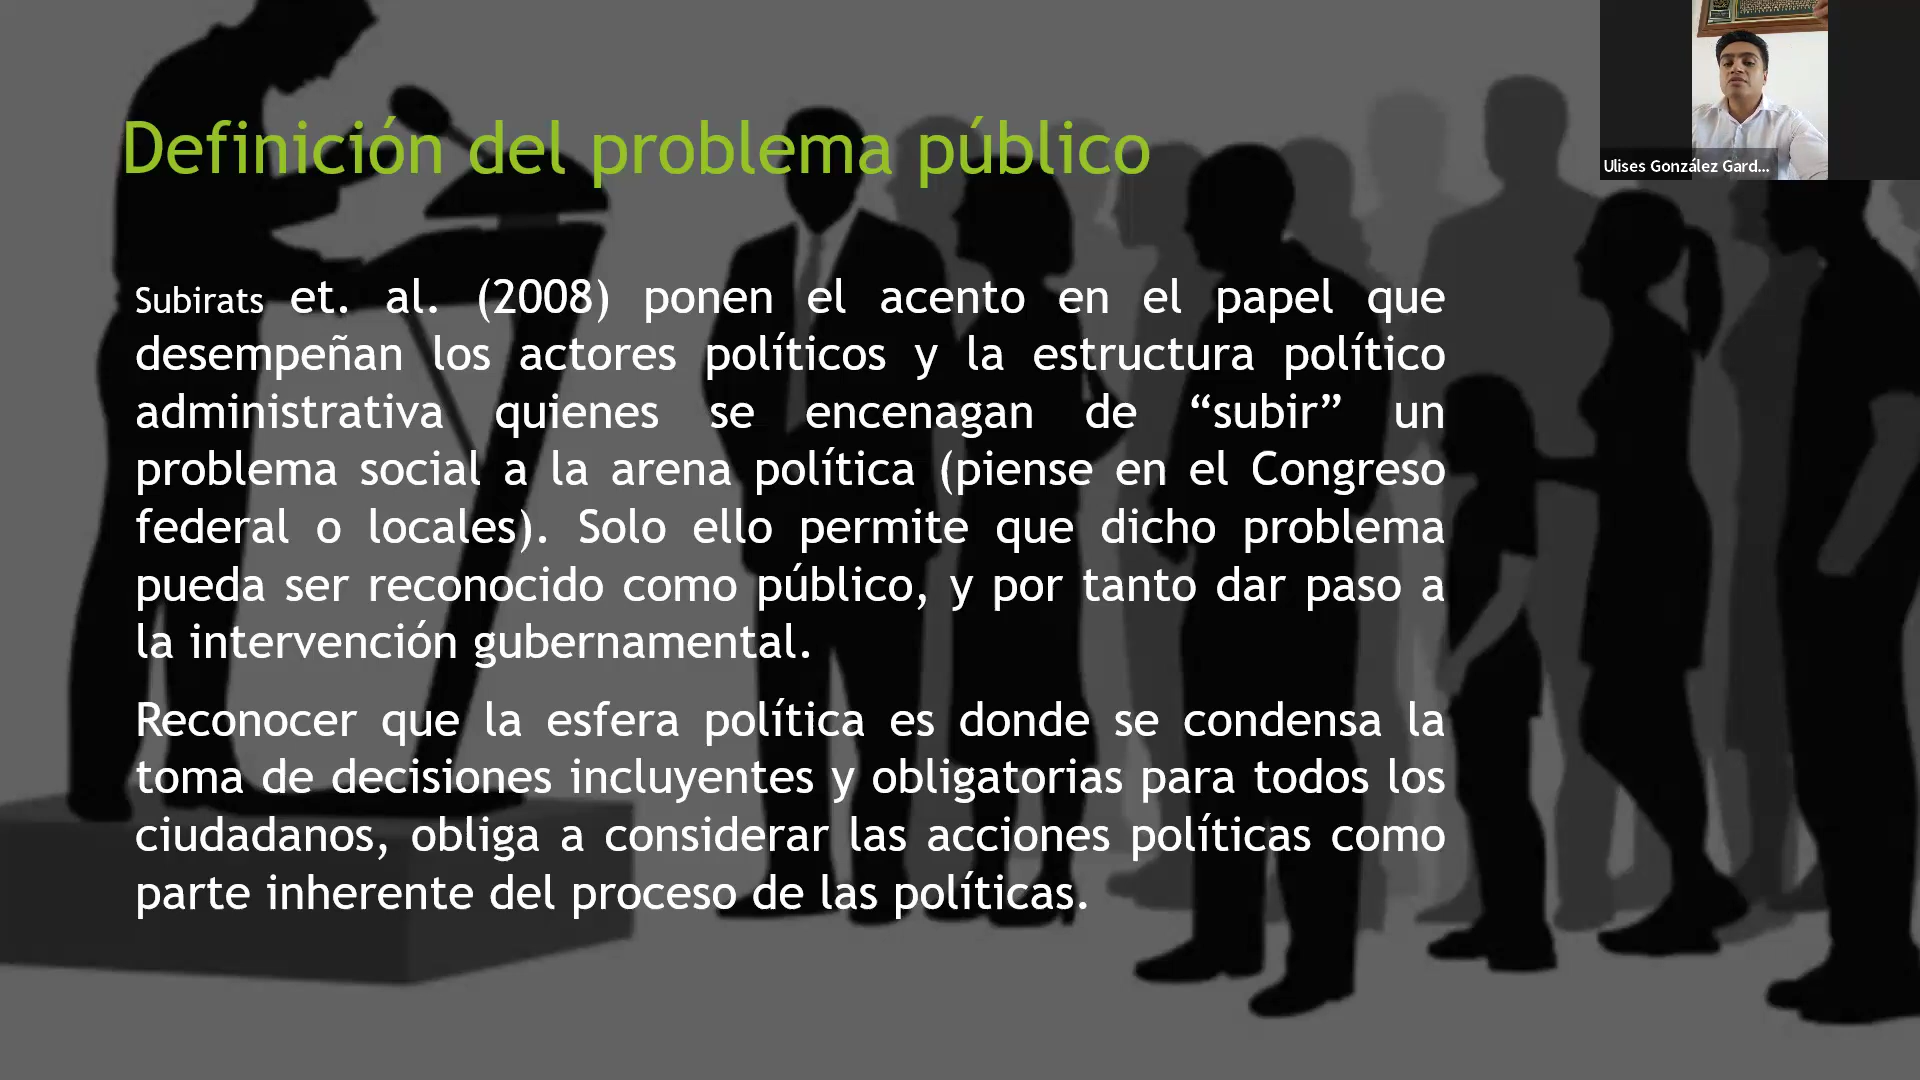 Definición del problema público
Ulises González Gard...
Subirats et. al. (2008) ponen el acento en el papel que
desempeñan los actores políticos y la estructura político
administrativa quienes se encenagan de “subir” un
problema social a la arena política (piense en el Congreso
federal o locales). Solo ello permite que dicho problema
pueda ser reconocido como público, y por tanto dar paso a
la intervención gubernamental.
Reconocer que la esfera política es donde se condensa la
toma de decisiones incluyentes y obligatorias para todos los
ciudadanos, obliga a considerar las acciones políticas como
parte inherente del proceso de las políticas.